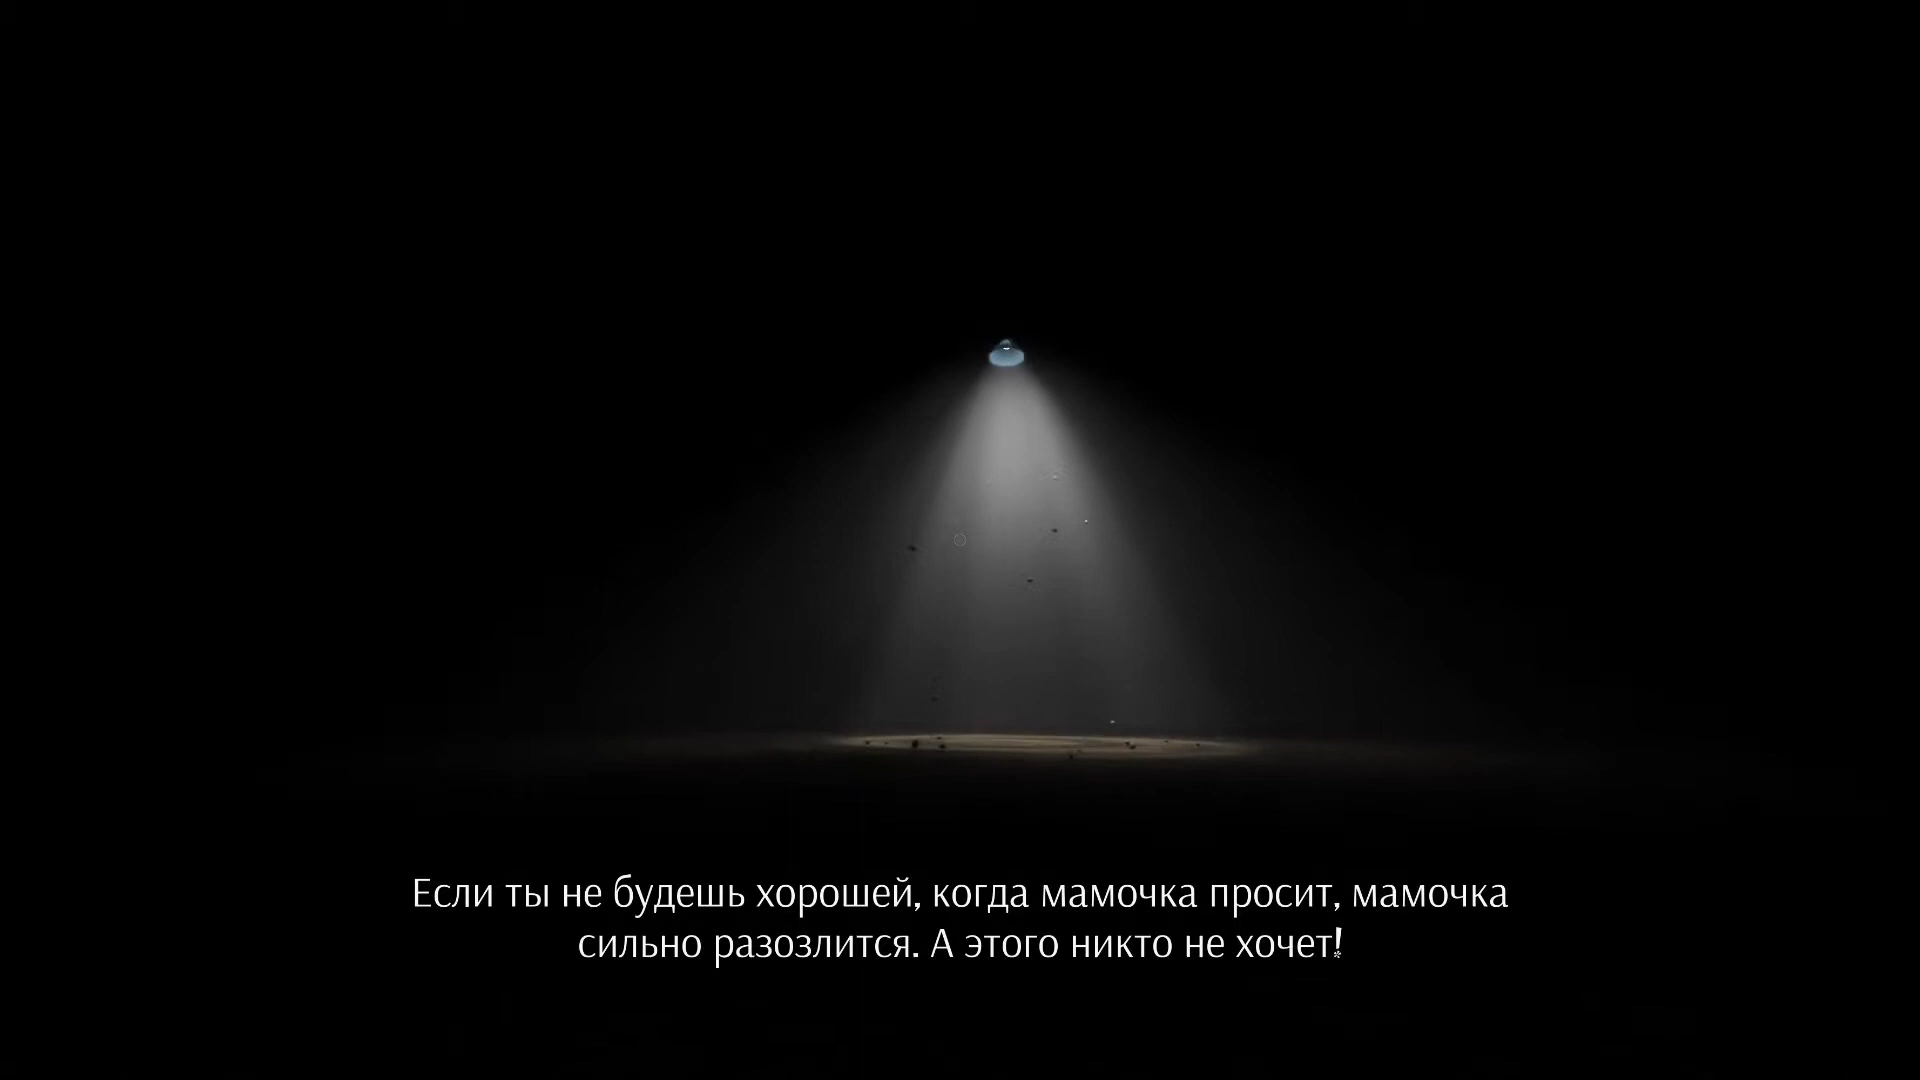 Если ты не будешь хорошей, когда мамочка просит, мамочка
сильно разозлится. А этого никто не хочет!